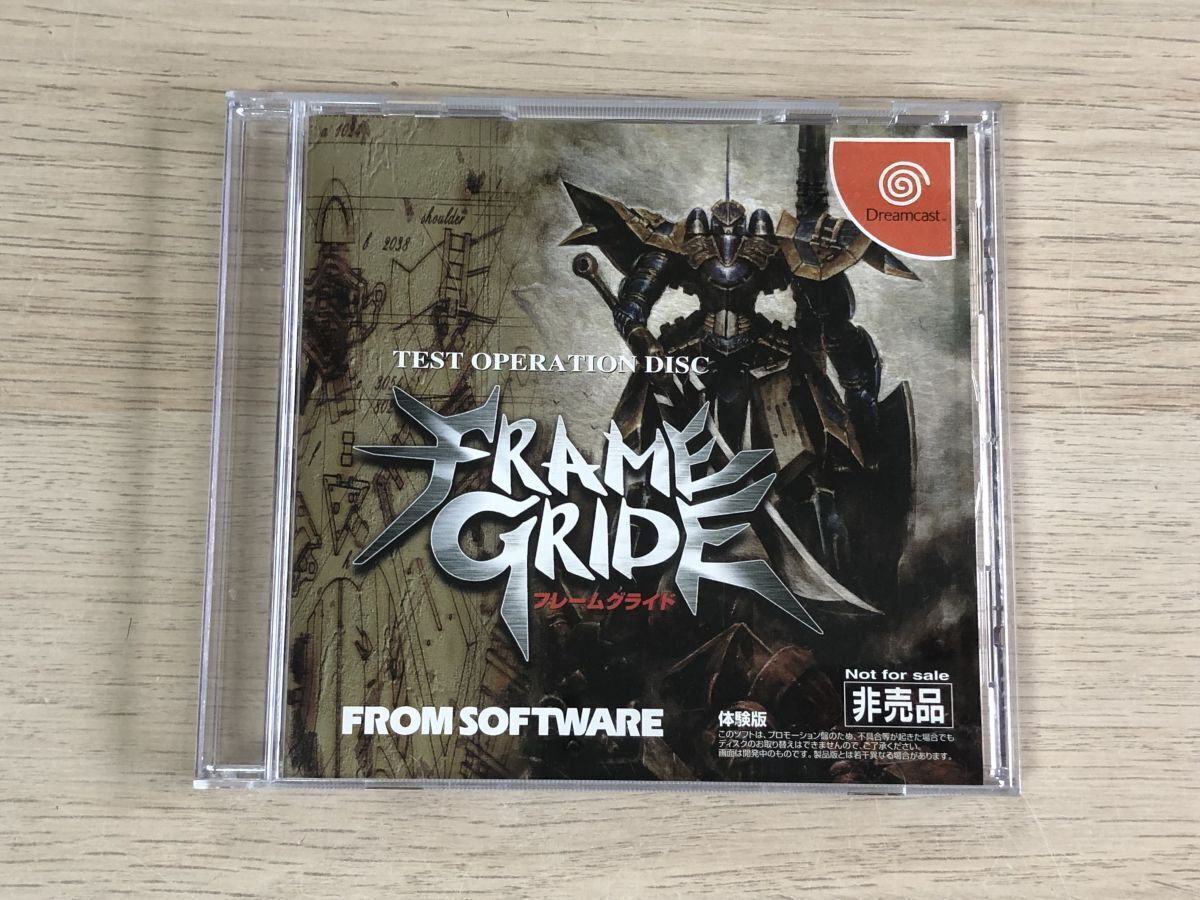 a 1024
shoulder
b 2038
Dreamcast
TEST OPERATION DISC
FRAME
GRIDE
フレームグライド
FROM SOFTWARE
Not for sale
非売品
体験版
このソフトは、プロモーション盤のため、不具合等が起きた場合でも
ディスクのお取り替えはできませんので、ご了承ください。
画面は開発中のものです。製品版とは若干異なる場合があります。